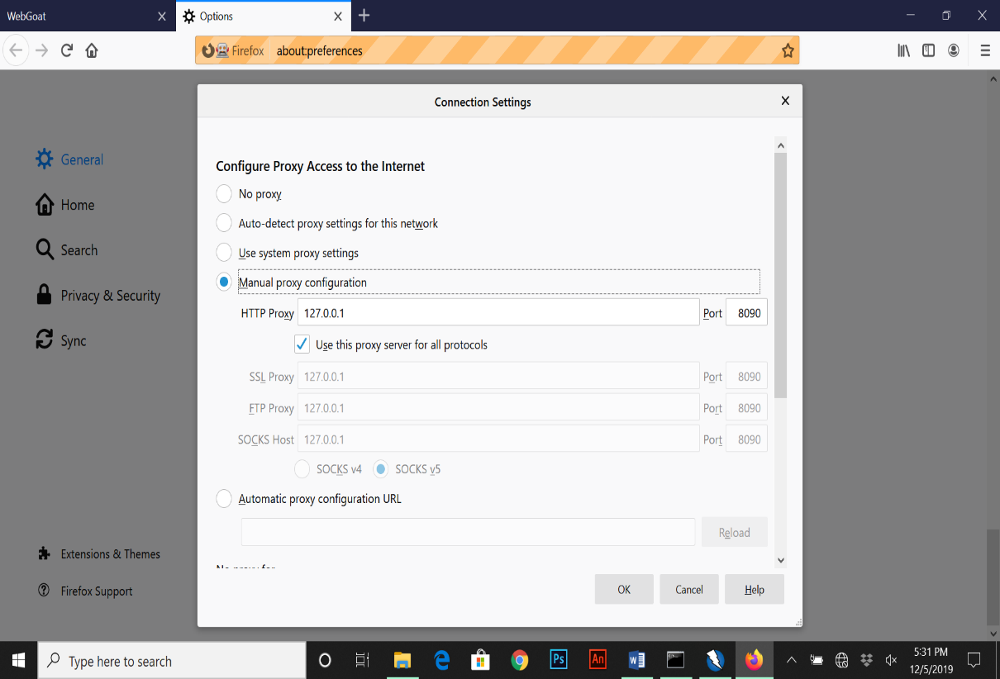 WebGoat
Options
Firefox about:preferences
Connection Settings
General
Home
Search
Privacy & Security
Sync
Extensions & Themes
Firefox Support
Configure Proxy Access to the Internet
No proxy
Auto-detect proxy settings for this network
Use system proxy settings
Manual proxy configuration
HTTP Proxy 127.0.0.1 Port 8090
Use this proxy server for all protocols
SSL Proxy 127.0.0.1 Port 8090
FTP Proxy 127.0.0.1 Port 8090
SOCKS Host 127.0.0.1 Port 8090
SOCKS v4 SOCKS v5
Automatic proxy configuration URL
Reload
No proxy for
OK Cancel Help
Type here to search
Ps
An
5:31 PM
12/5/2019